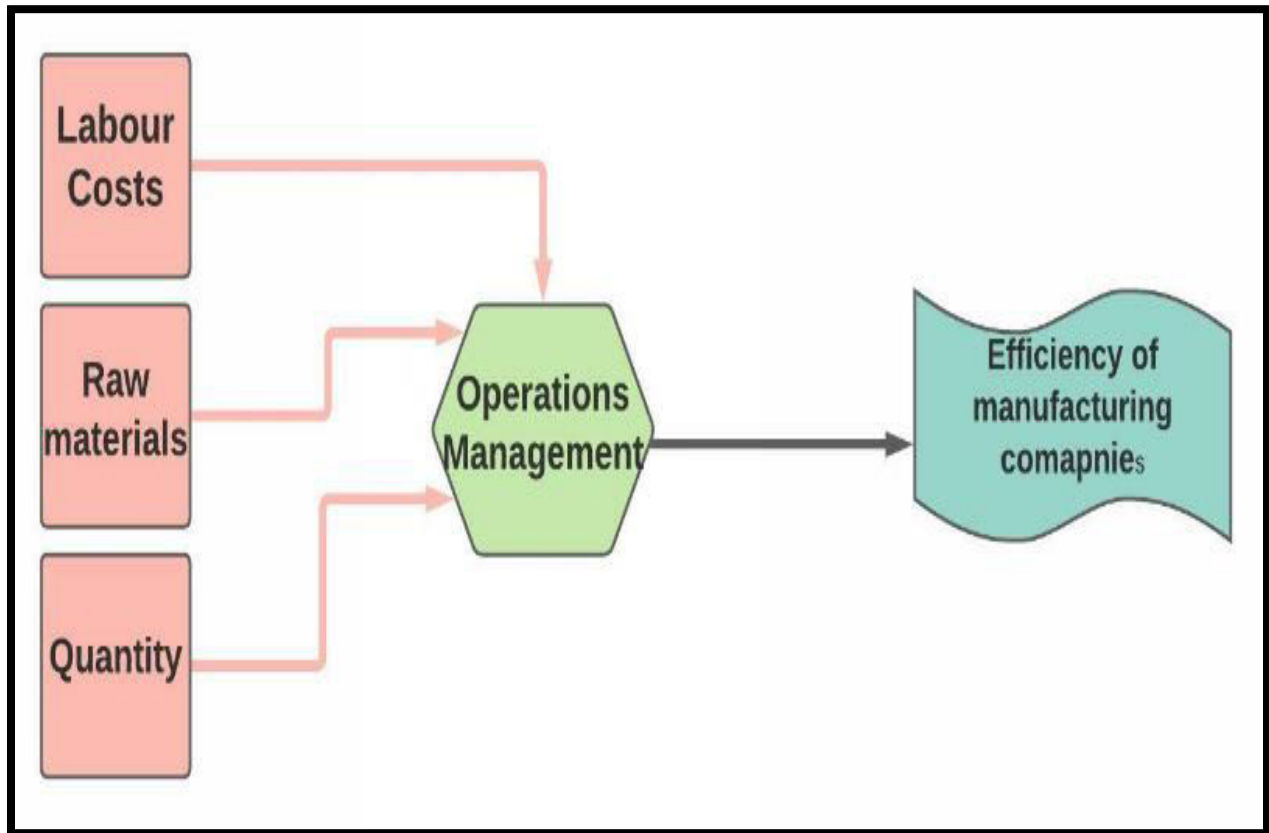 Labour
Costs
Raw
materials
Quantity
Operations
Management
Efficiency of
manufacturing
comapnies